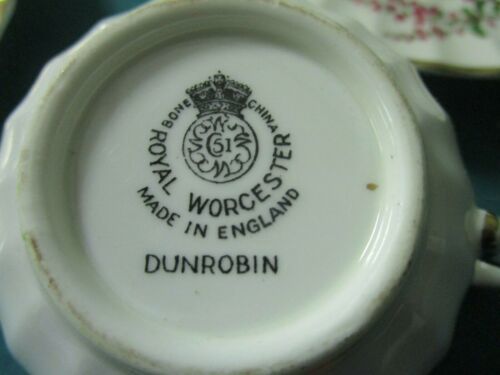 BONE CHINA
C 51
ROYAL WORCESTER
MADE IN ENGLAND
DUNROBIN